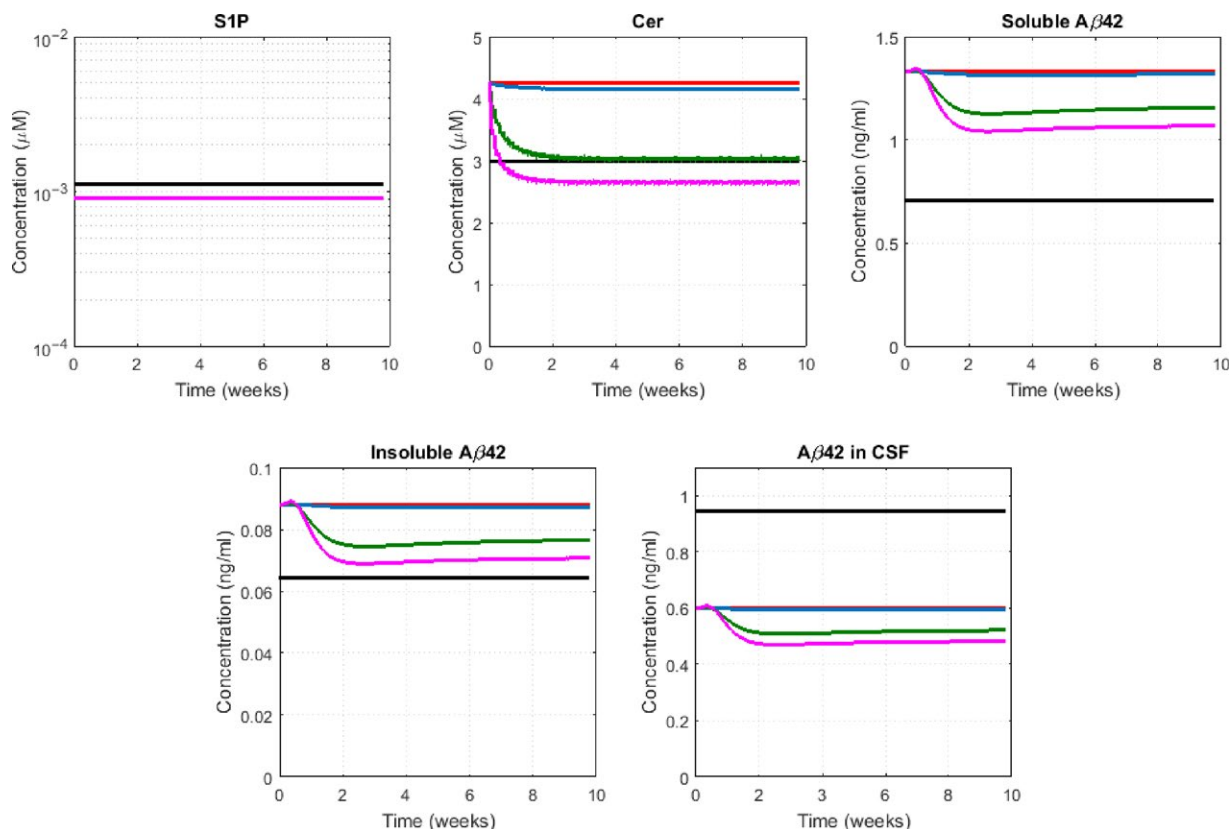 S1P
Cer
Soluble Aβ42
10⁻²
10⁻³
10⁻⁴
Concentration (μM)
0 2 4 6 8 10
Time (weeks)
5
4
3
2
1
0
Concentration (μM)
0 2 4 6 8 10
Time (weeks)
1.5
1
0.5
0
Concentration (ng/ml)
0 2 4 6 8 10
Time (weeks)
Insoluble Aβ42
Aβ42 in CSF
0.1
0.08
0.06
0.04
0.02
0
Concentration (ng/ml)
0 2 4 6 8 10
Time (weeks)
1
0.8
0.6
0.4
0.2
0
Concentration (ng/ml)
0 2 3 6 8 10
Time (weeks)